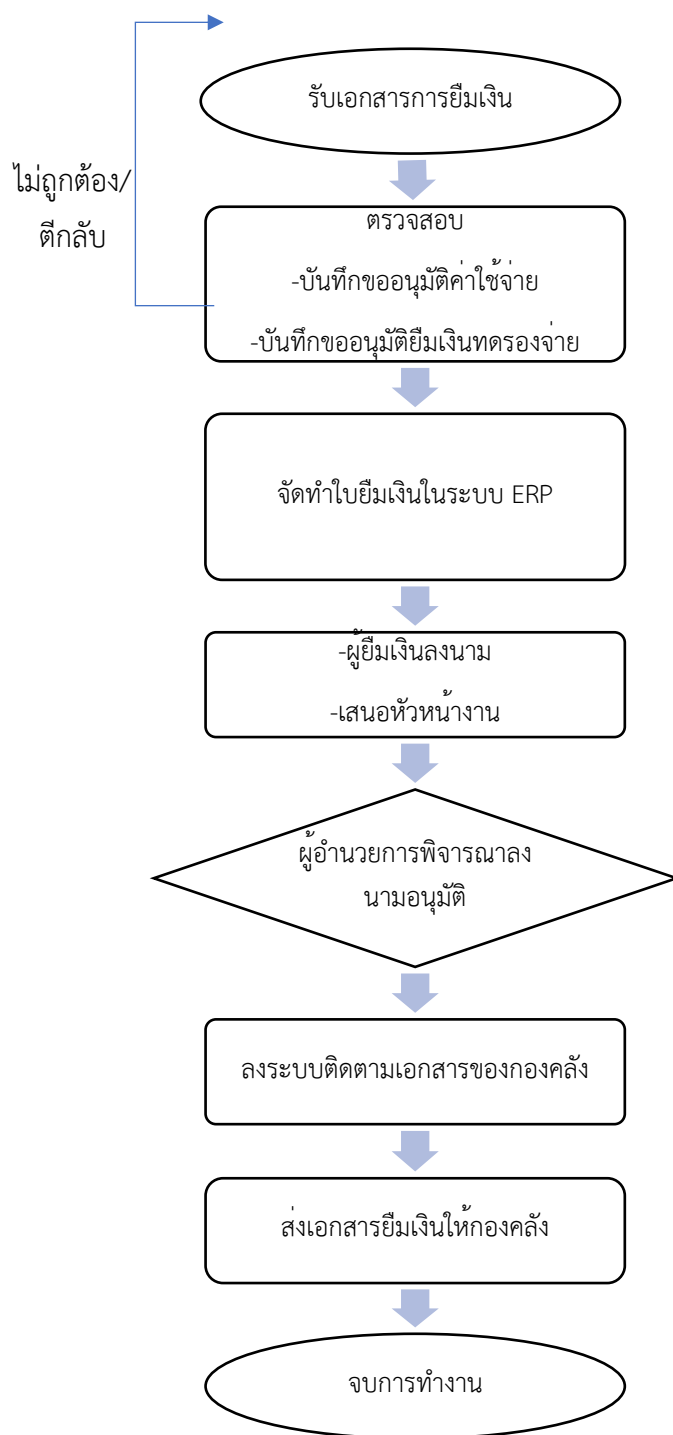 รับเอกสารการยืมเงิน
ไม่ถูกต้อง/
ตีกลับ
ตรวจสอบ
-บันทึกขออนุมัติค่าใช้จ่าย
-บันทึกขออนุมัติยืมเงินทดรองจ่าย
จัดทำใบยืมเงินในระบบ ERP
-ผู้ยืมเงินลงนาม
-เสนอหัวหน้างาน
ผู้อำนวยการพิจารณาลง
นามอนุมัติ
ลงระบบติดตามเอกสารของกองคลัง
ส่งเอกสารยืมเงินให้กองคลัง
จบการทำงาน